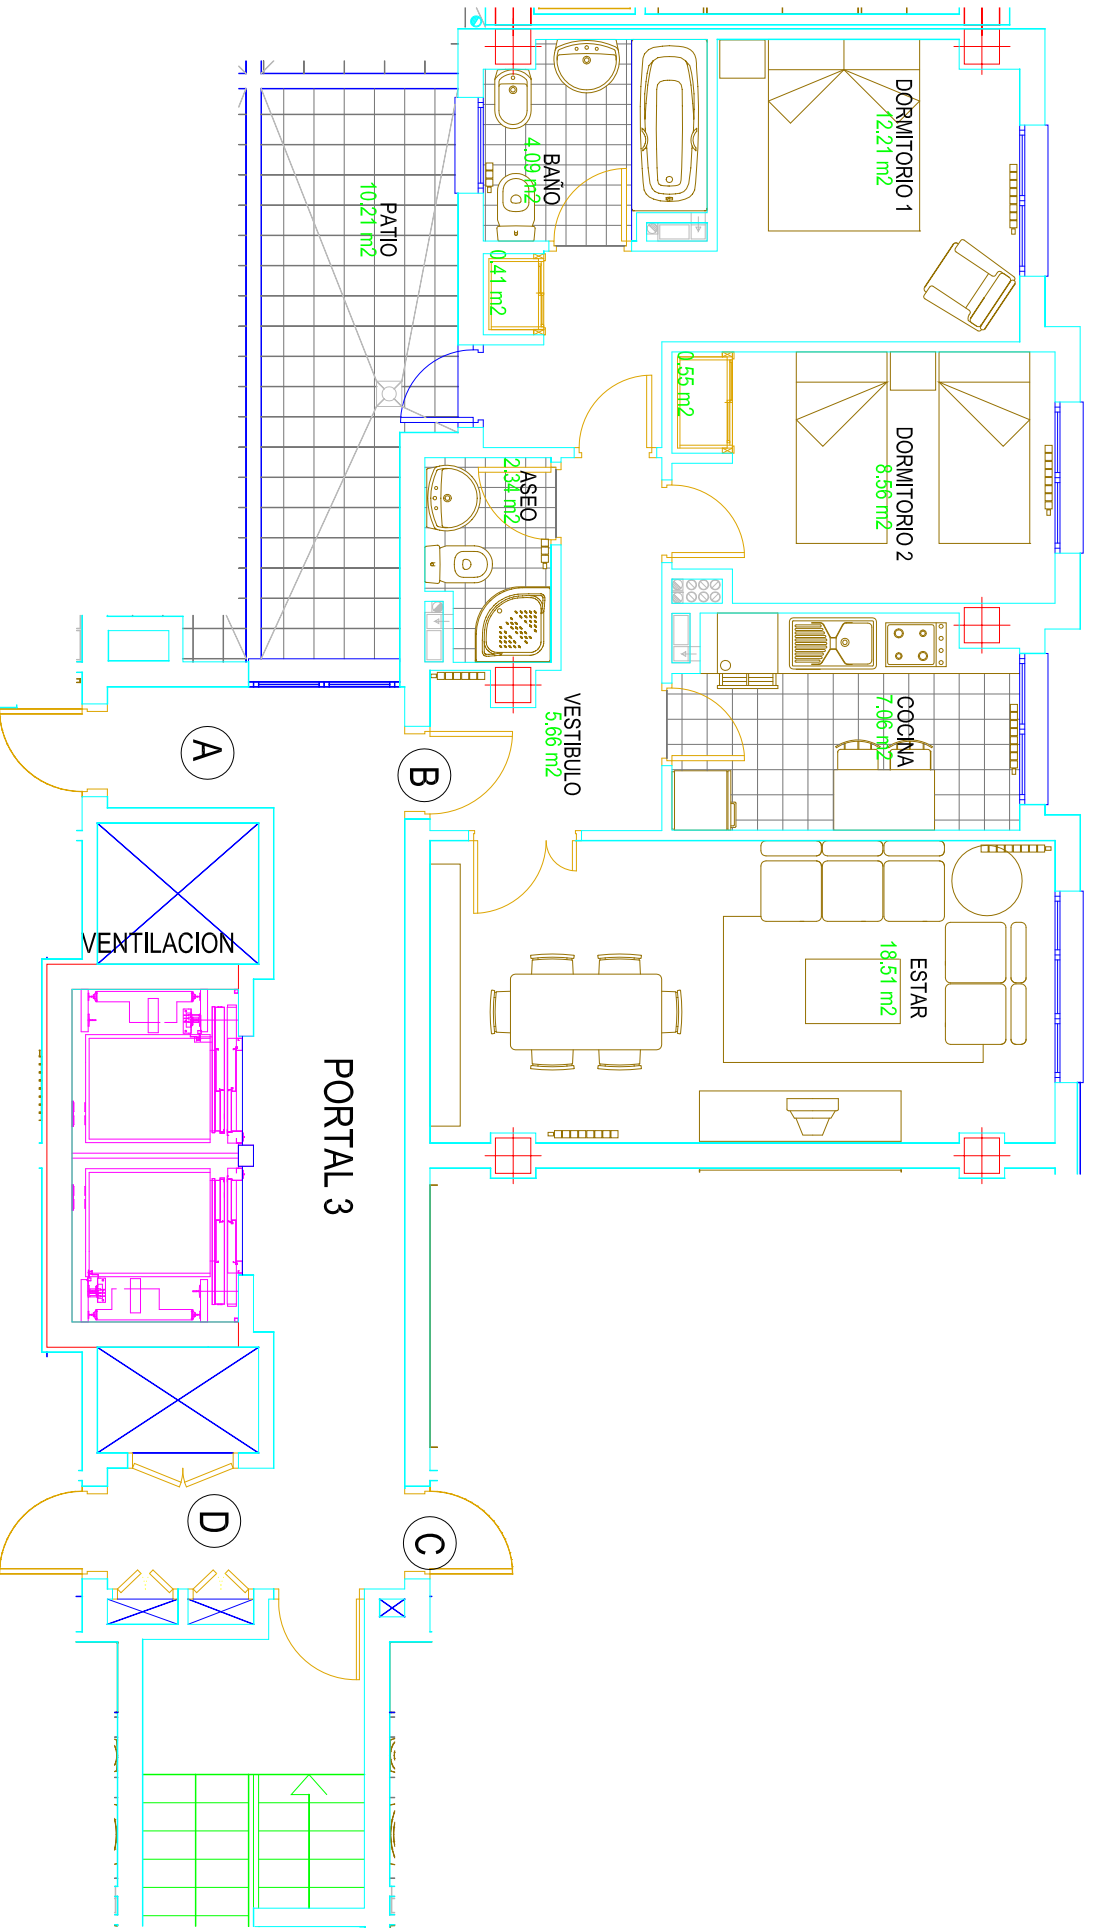 DORMITORIO 1
12.21 m2
BAÑO
4.09 m2
PATIO
10.21 m2
0.41 m2
0.55 m2
DORMITORIO 2
8.56 m2
ASEO
2.34 m2
COCINA
7.06 m2
VESTIBULO
5.66 m2
A
B
ESTAR
18.51 m2
VENTILACION
PORTAL 3
D
C